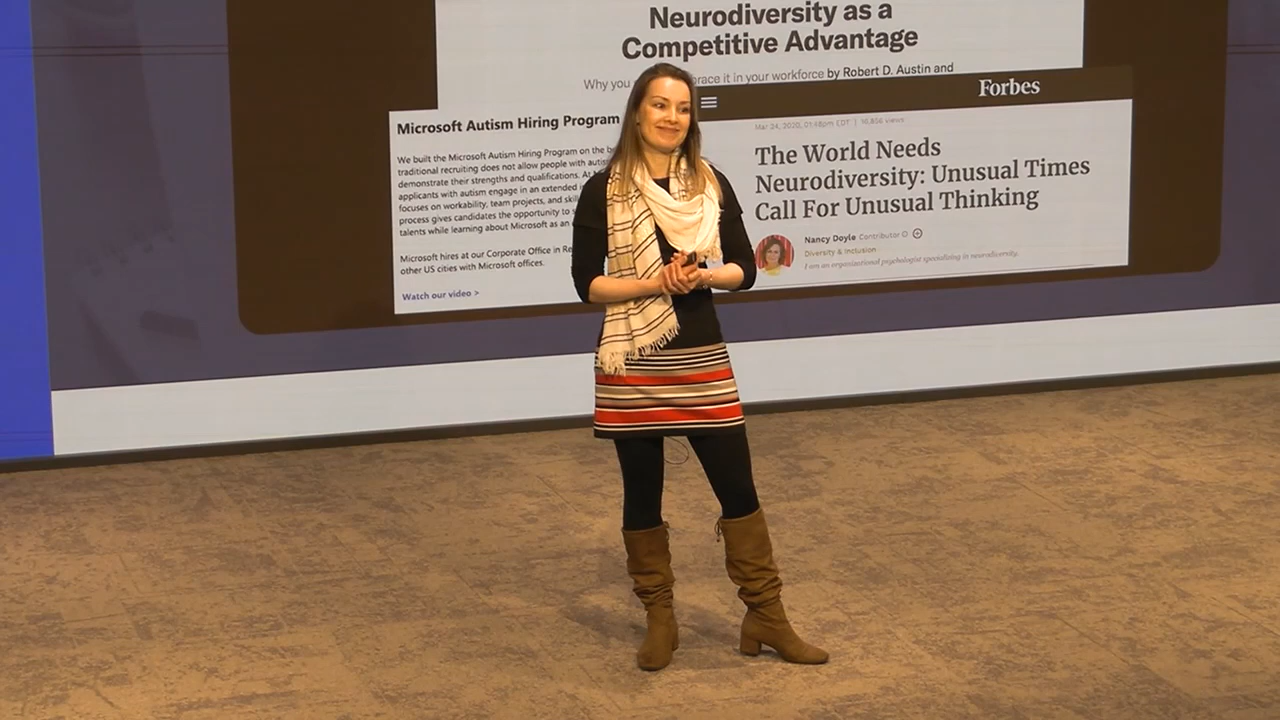 Neurodiversity as a
Competitive Advantage
Why you brace it in your workforce by Robert D. Austin and
Forbes
Microsoft Autism Hiring Program
We built the Microsoft Autism Hiring Program on the
traditional recruiting does not allow people with
demonstrate their strengths and qualifications. At
applicants with autism engage in an extended
focuses on workability, team projects, and
process gives candidates the opportunity to
talents while learning about Microsoft as an
Microsoft hires at our Corporate Office in
other US cities with Microsoft offices.
Watch our video >
Mar 24, 2020, 01:48pm EDT | 16,856 views
The World Needs
Neurodiversity: Unusual Times
Call For Unusual Thinking
Nancy Doyle Contributor
Diversity & Inclusion
I am an organizational psychologist specializing in neurodiversity.